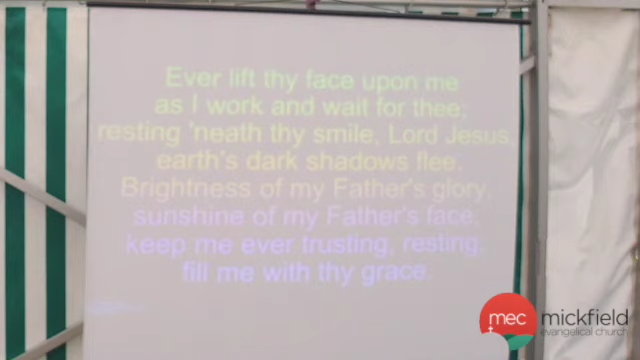 Ever lift thy face upon me
as I work and wait for thee;
resting 'neath thy smile, Lord Jesus,
earth's dark shadows flee.
Brightness of my Father's glory,
sunshine of my Father's face,
keep me ever trusting, resting,
fill me with thy grace.
mec mickfield
evangelical church